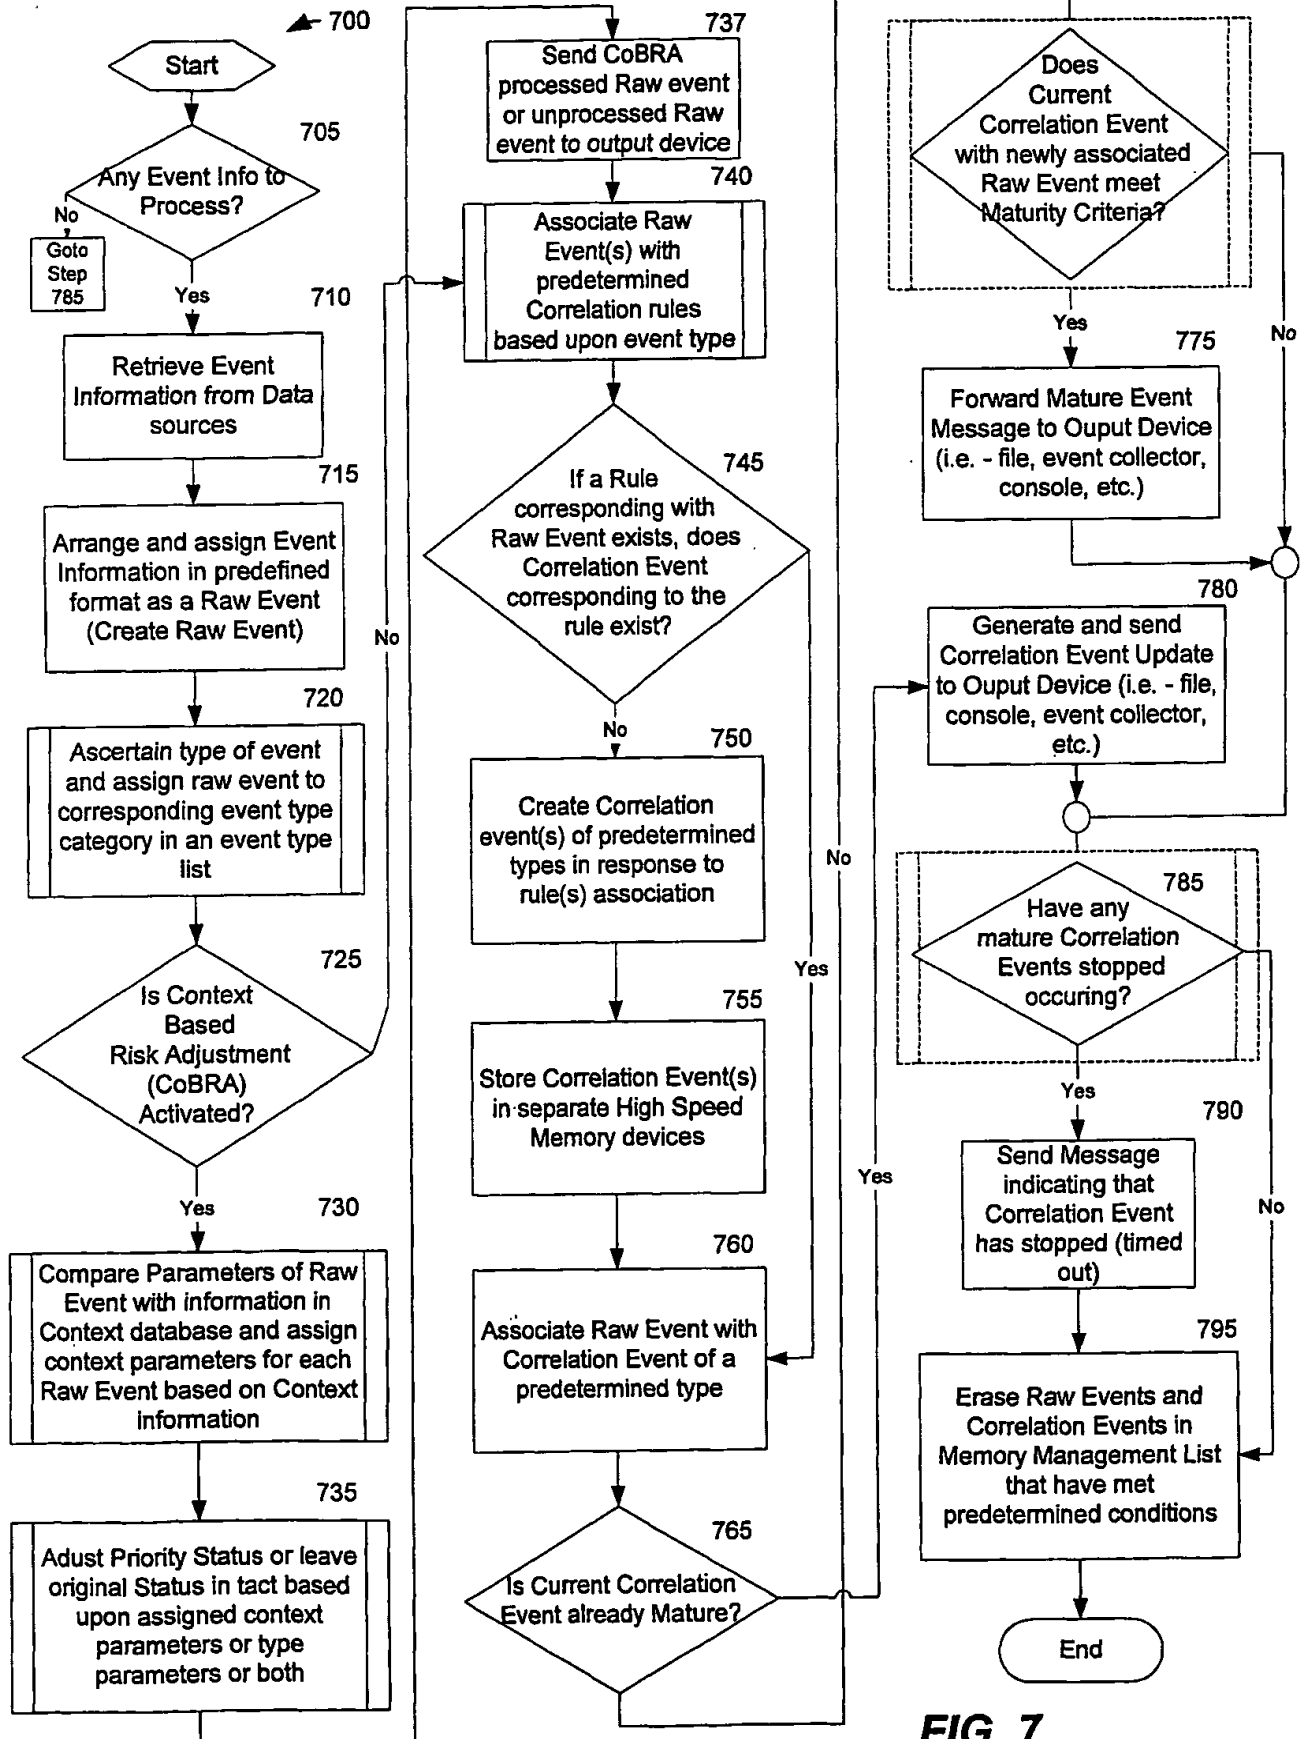 700
Start
705
Any Event Info to
Process?
No
Goto
Step
785
Yes
710
Retrieve Event
Information from Data
sources
715
Arrange and assign Event
Information in predefined
format as a Raw Event
(Create Raw Event)
720
Ascertain type of event
and assign raw event to
corresponding event type
category in an event type
list
725
Is Context
Based
Risk Adjustment
(CoBRA)
Activated?
No
Yes
730
Compare Parameters of Raw
Event with information in
Context database and assign
context parameters for each
Raw Event based on Context
information
735
Adust Priority Status or leave
original Status in tact based
upon assigned context
parameters or type
parameters or both
737
Send CoBRA
processed Raw event
or unprocessed Raw
event to output device
740
Associate Raw
Event(s) with
predetermined
Correlation rules
based upon event type
745
If a Rule
corresponding with
Raw Event exists, does
Correlation Event
corresponding to the
rule exist?
No
Yes
750
Create Correlation
event(s) of predetermined
types in response to
rule(s) association
755
Store Correlation Event(s)
in separate High Speed
Memory devices
760
Associate Raw Event with
Correlation Event of a
predetermined type
765
Is Current Correlation
Event already Mature?
No
Yes
Does
Current
Correlation Event
with newly associated
Raw Event meet
Maturity Criteria?
Yes
No
775
Forward Mature Event
Message to Ouput Device
(i.e. - file, event collector,
console, etc.)
780
Generate and send
Correlation Event Update
to Ouput Device (i.e. - file,
console, event collector,
etc.)
785
Have any
mature Correlation
Events stopped
occuring?
Yes
No
790
Send Message
indicating that
Correlation Event
has stopped (timed
out)
795
Erase Raw Events and
Correlation Events in
Memory Management List
that have met
predetermined conditions
End
FIG. 7